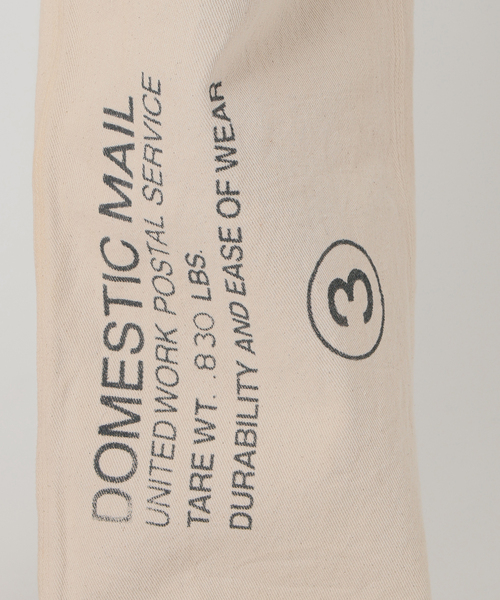 DOMESTIC MAIL
UNITED WORK POSTAL SERVICE
TARE WT. .830 LBS.
DURABILITY AND EASE OF WEAR
3